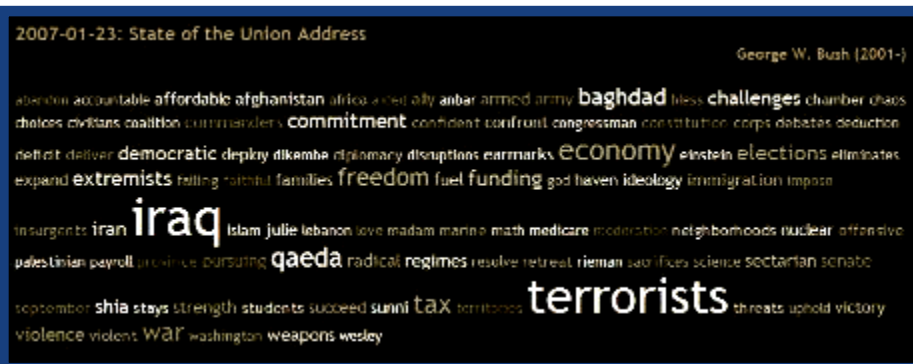 2007-01-23: State of the Union Address
George W. Bush (2001-)
abandon accountable affordable afghanistan africa ally anbar armed army baghdad bless challenges chamber chaos
choices civilians coalition commanders commitment confident confront congressman constitution corps debates deduction
deficit deliver democratic deploy dikembe diplomacy disruptions earmarks economy einstein elections eliminates
expand extremists failing faithful families freedom fuel funding god haven ideology immigration impose
insurgents iran iraq islam julie lebanon love madam marine math medicare moderation neighborhoods nuclear offensive
palestinian payroll province pursuing qaeda radical regimes resolve retreat rieman sacrifices science sectarian senate
september shia stays strength students succeed sunni tax territories terrorists threats uphold victory
violence violent war washington weapons wesley